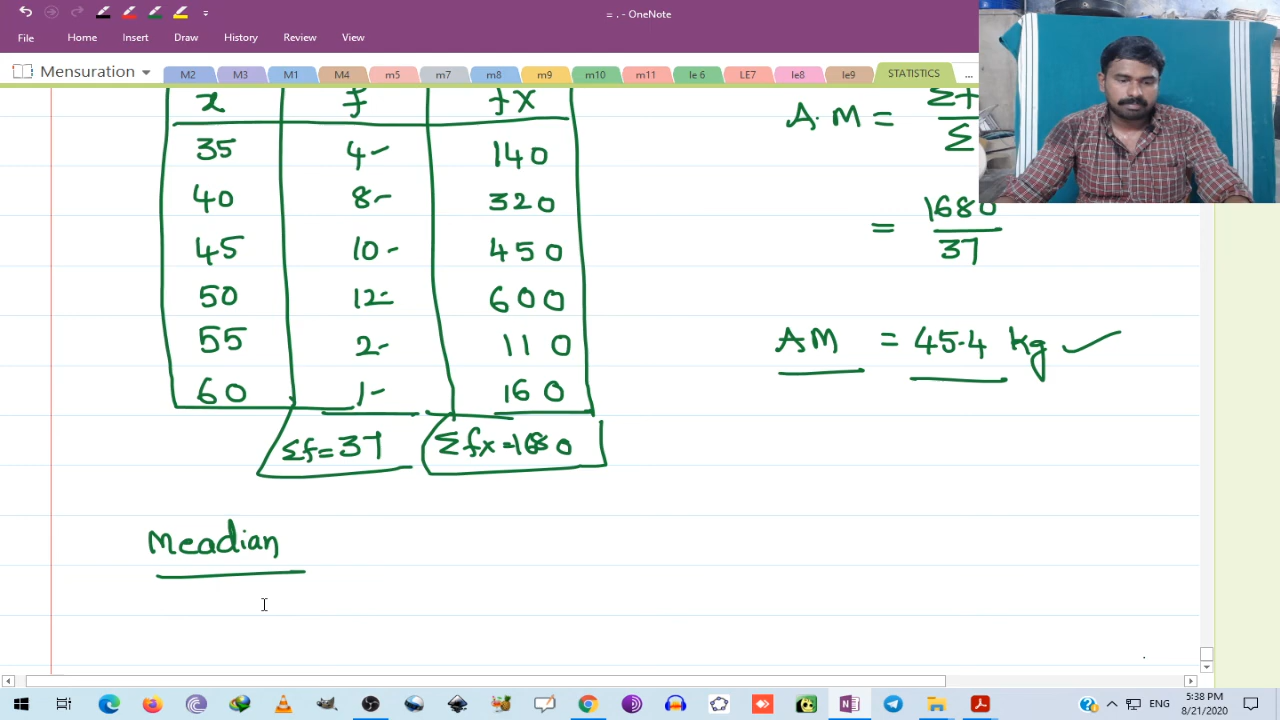 = . - OneNote
File Home Insert Draw History Review View
Mensuration M2 M3 M1 M4 m5 m7 m8 m9 m10 m11 le 6 LE7 le8 le9 STATISTICS ...
x f fx
35 4- 140
40 8- 320
45 10- 450
50 12- 600
55 2- 110
60 1- 160
Σf=37 Σfx=1680
A.M = Σf
Σ
= 1680
37
AM = 45.4 kg ✓
Meadian
ENG
5:38 PM
8/21/2020